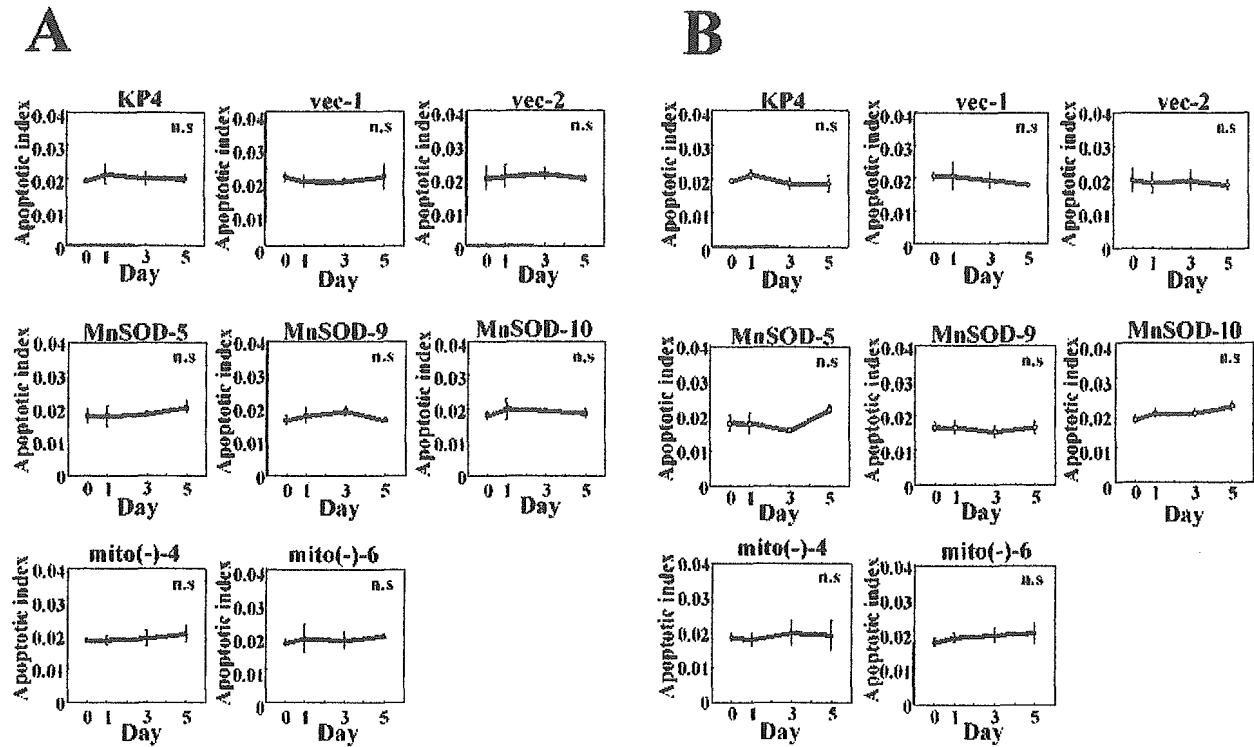 A
B
KP4
vec-1
vec-2
KP4
vec-1
vec-2
Apoptotic index
0.04
0.03
0.02
0.01
0
n.s
0 1 3 5
Day
Apoptotic index
0.04
0.03
0.02
0.01
0
n.s
0 1 3 5
Day
Apoptotic index
0.04
0.03
0.02
0.01
0
n.s
0 1 3 5
Day
Apoptotic index
0.04
0.03
0.02
0.01
0
n.s
0 1 3 5
Day
Apoptotic index
0.04
0.03
0.02
0.01
0
n.s
0 1 3 5
Day
Apoptotic index
0.04
0.03
0.02
0.01
0
n.s
0 1 3 5
Day
MnSOD-5
MnSOD-9
MnSOD-10
MnSOD-5
MnSOD-9
MnSOD-10
Apoptotic index
0.04
0.03
0.02
0.01
0
n.s
0 1 3 5
Day
Apoptotic index
0.04
0.03
0.02
0.01
0
n.s
0 1 3 5
Day
Apoptotic index
0.04
0.03
0.02
0.01
0
n.s
0 1 3 5
Day
Apoptotic index
0.04
0.03
0.02
0.01
0
n.s
0 1 3 5
Day
Apoptotic index
0.04
0.03
0.02
0.01
0
n.s
0 1 3 5
Day
Apoptotic index
0.04
0.03
0.02
0.01
0
n.s
0 1 3 5
Day
mito(-)-4
mito(-)-6
mito(-)-4
mito(-)-6
Apoptotic index
0.04
0.03
0.02
0.01
0
n.s
0 1 3 5
Day
Apoptotic index
0.04
0.03
0.02
0.01
0
n.s
0 1 3 5
Day
Apoptotic index
0.04
0.03
0.02
0.01
0
n.s
0 1 3 5
Day
Apoptotic index
0.04
0.03
0.02
0.01
0
n.s
0 1 3 5
Day